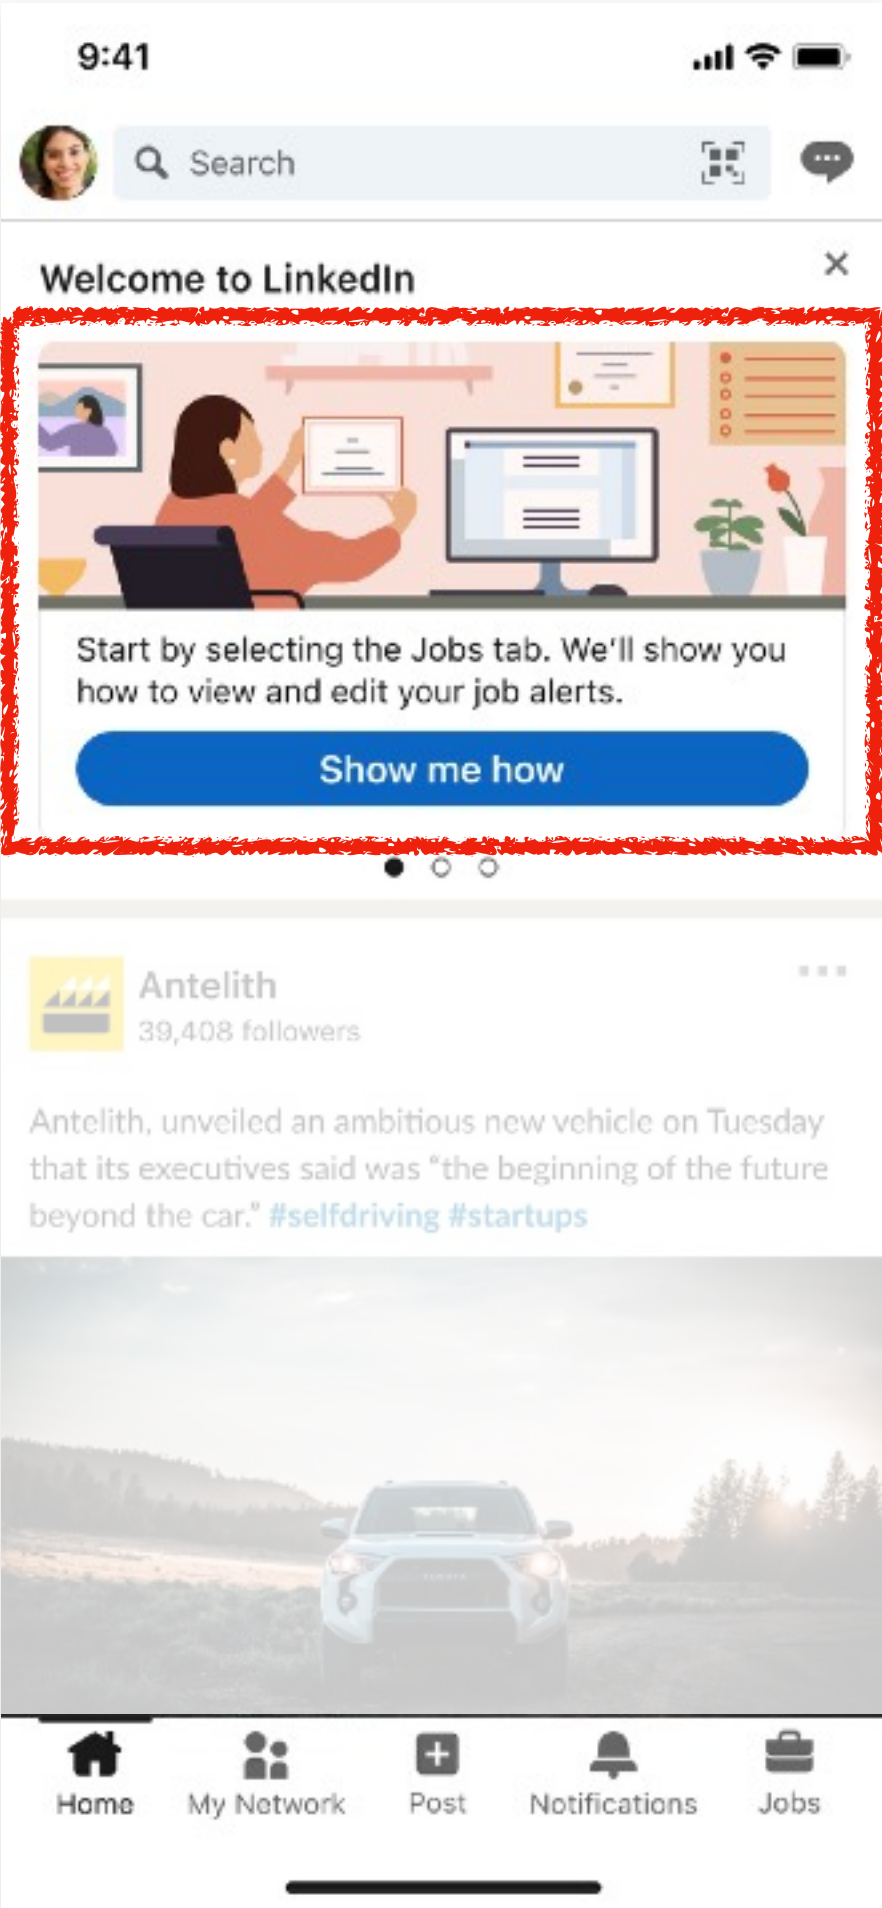 9:41
Search
Welcome to LinkedIn
Start by selecting the Jobs tab. We'll show you
how to view and edit your job alerts.
Show me how
Antelith
39,408 followers
Antelith, unveiled an ambitious new vehicle on Tuesday
that its executives said was “the beginning of the future
beyond the car.” #selfdriving #startups
TOYOTA
Home
My Network
Post
Notifications
Jobs